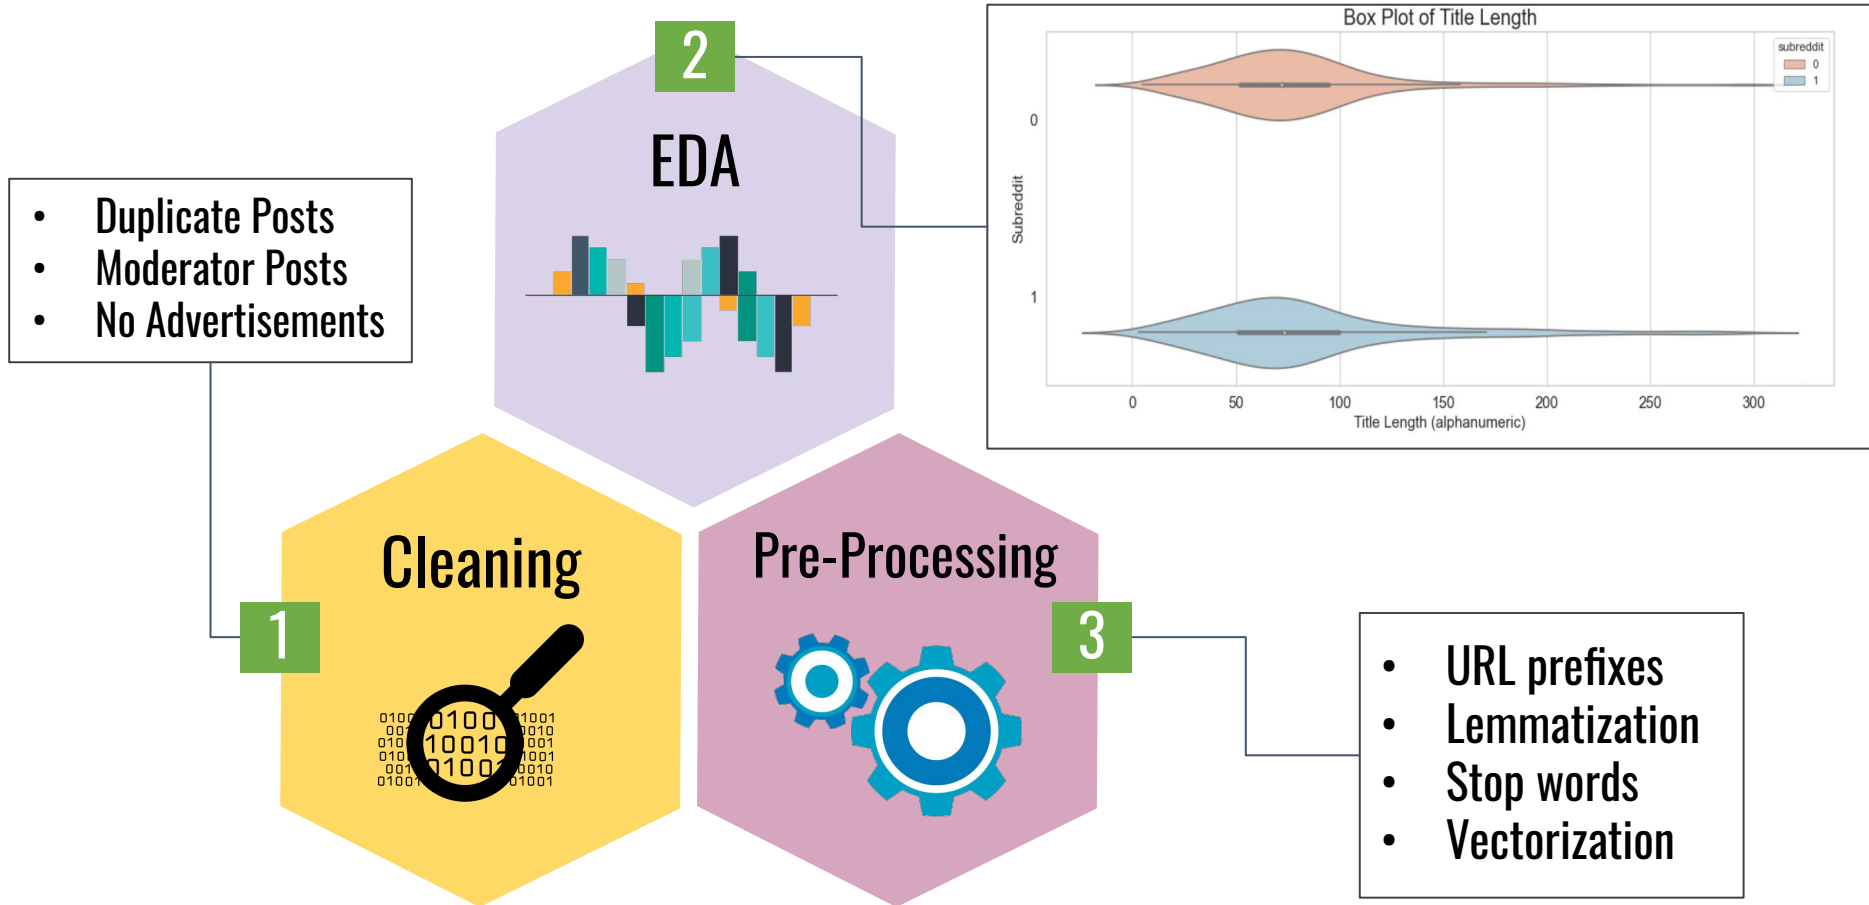 2
EDA
• Duplicate Posts
• Moderator Posts
• No Advertisements
Box Plot of Title Length
subreddit
0
1
0
1
Subreddit
0 50 100 150 200 250 300
Title Length (alphanumeric)
Cleaning
1
Pre-Processing
3
• URL prefixes
• Lemmatization
• Stop words
• Vectorization